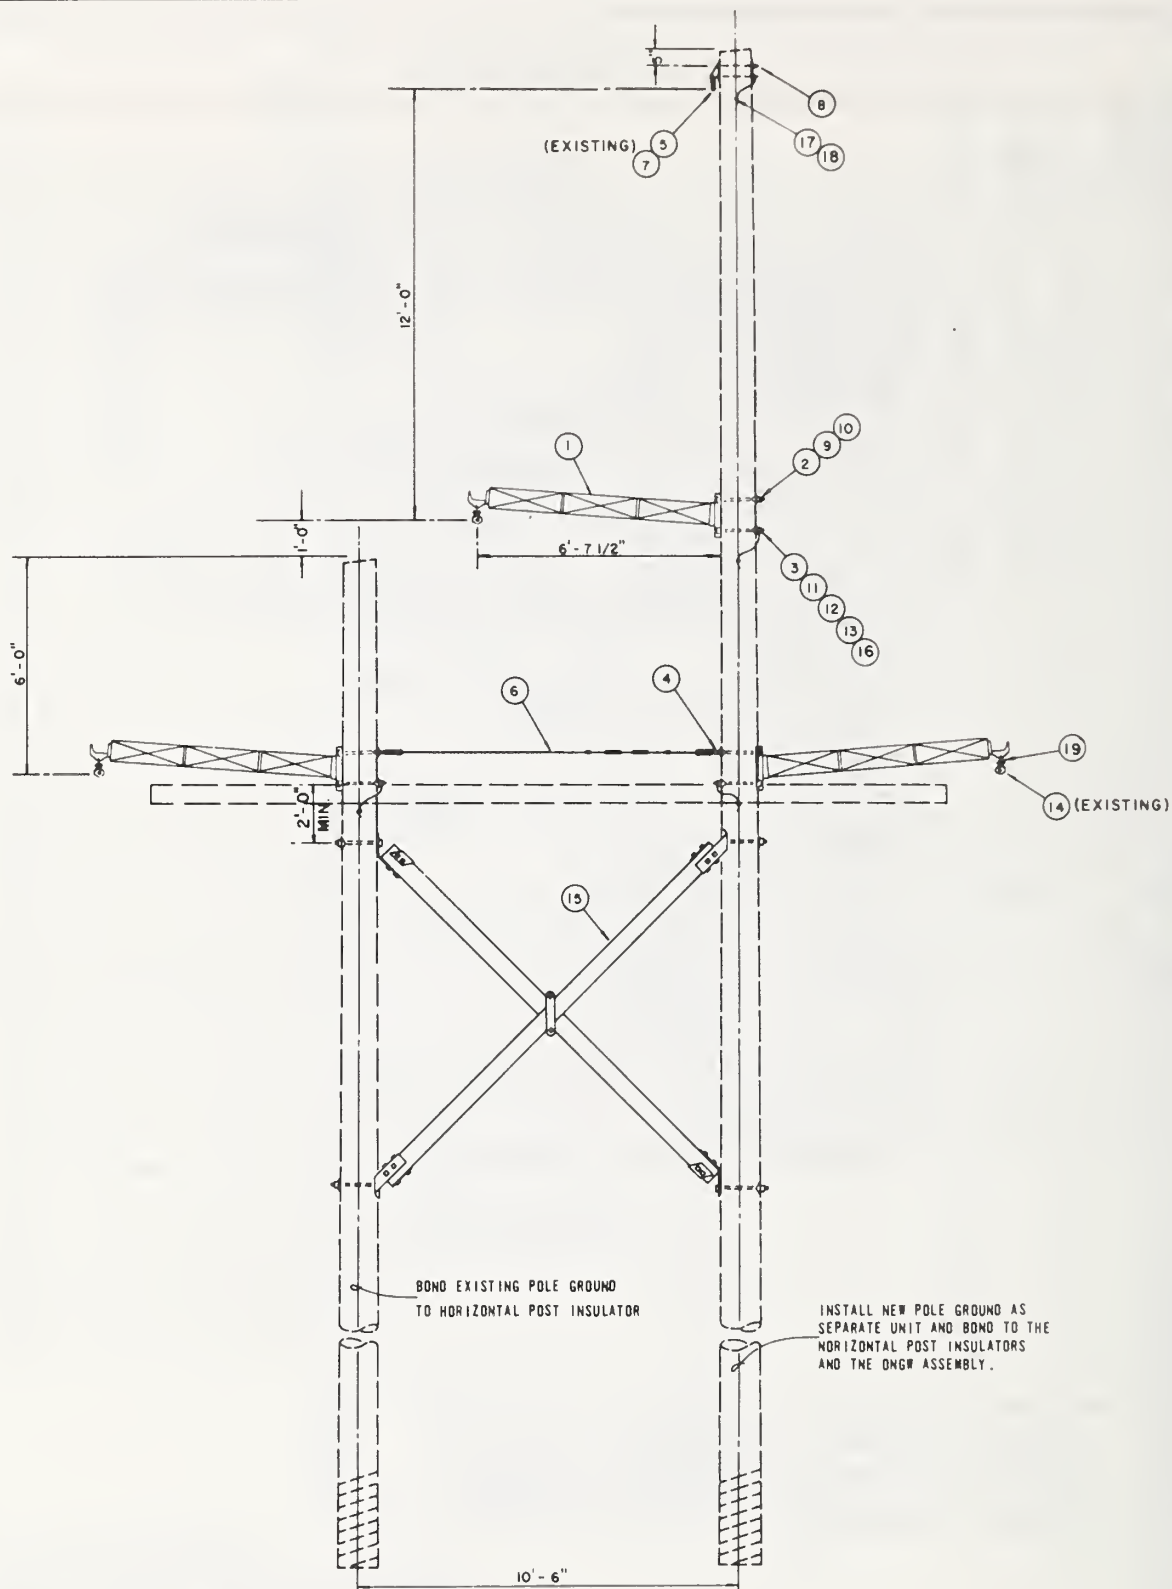 5"
8
(EXISTING) 5
7
17
18
12'-0"
1
10
9
2
1'-0"
6'-7 1/2"
3
11
12
13
16
6'-0"
6
4
19
14 (EXISTING)
2'-0"
MIN.
15
BOND EXISTING POLE GROUND
TO HORIZONTAL POST INSULATOR
INSTALL NEW POLE GROUND AS
SEPARATE UNIT AND BOND TO THE
HORIZONTAL POST INSULATORS
AND THE OHGW ASSEMBLY.
10'-6"